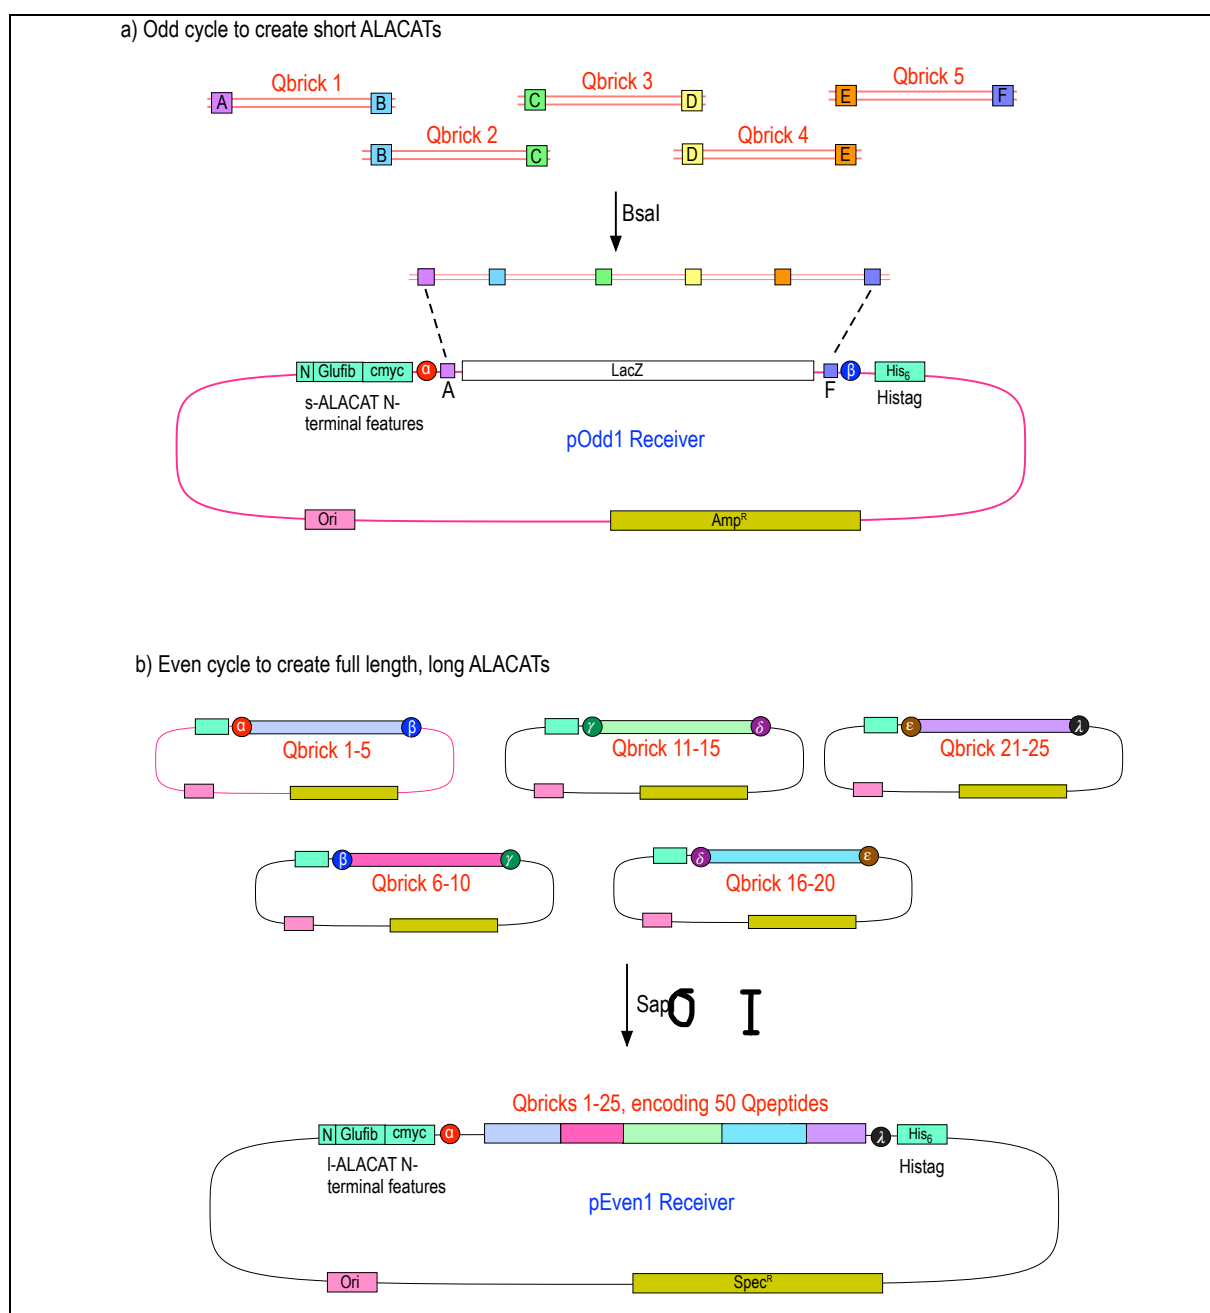 a) Odd cycle to create short ALACATs
Qbrick 1
Qbrick 3
Qbrick 5
A
B
C
D
E
F
Qbrick 2
Qbrick 4
B
C
D
E
BsaI
N Glufib cmyc α LacZ β His₆
A
F
s-ALACAT N-
terminal features
Histag
pOdd1 Receiver
Ori
Ampᴿ
b) Even cycle to create full length, long ALACATs
α β
γ δ
ε λ
Qbrick 1-5
Qbrick 11-15
Qbrick 21-25
β γ
δ ε
Qbrick 6-10
Qbrick 16-20
Sap
I
Qbricks 1-25, encoding 50 Qpeptides
N Glufib cmyc α λ His₆
l-ALACAT N-
terminal features
Histag
pEven1 Receiver
Ori
Specᴿ